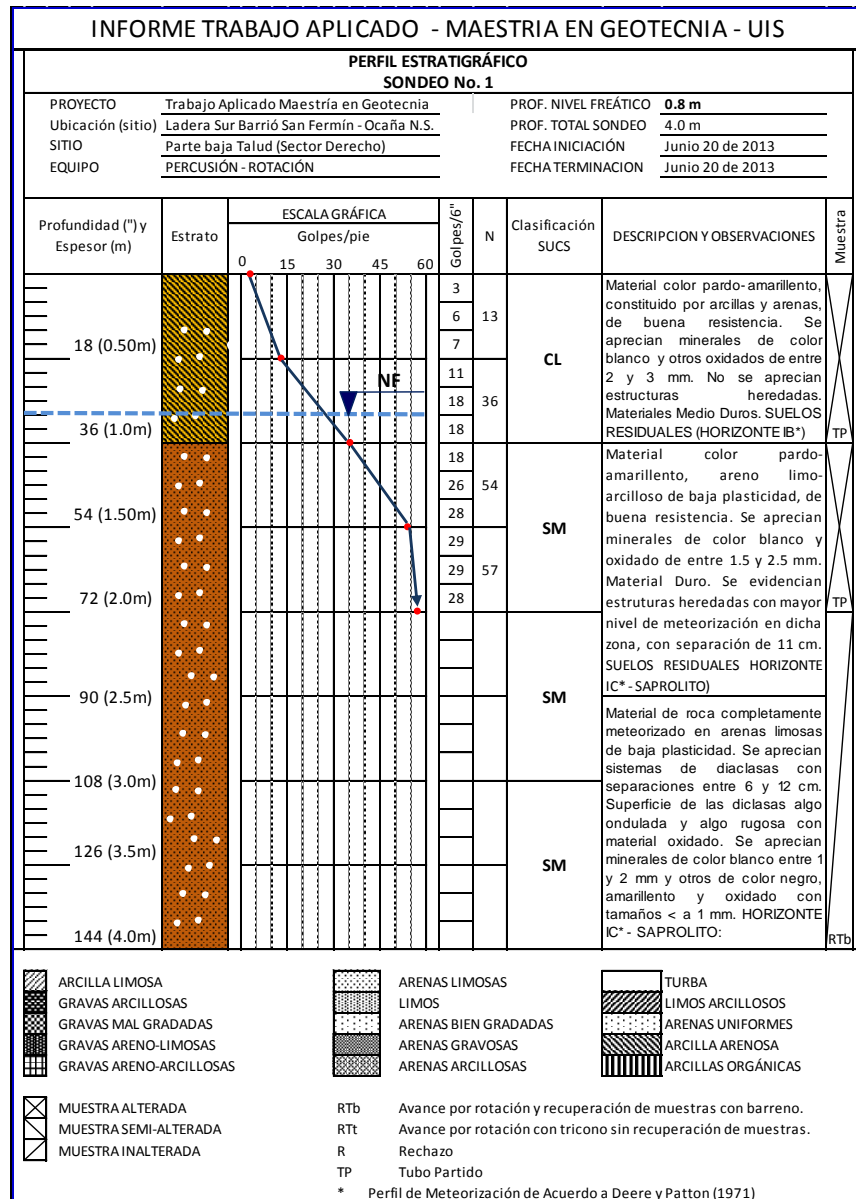 INFORME TRABAJO APLICADO - MAESTRIA EN GEOTECNIA - UIS
PERFIL ESTRATIGRÁFICO
SONDEO No. 1
PROYECTO Trabajo Aplicado Maestría en Geotecnia PROF. NIVEL FREÁTICO 0.8 m
Ubicación (sitio) Ladera Sur Barrió San Fermín - Ocaña N.S. PROF. TOTAL SONDEO 4.0 m
SITIO Parte baja Talud (Sector Derecho) FECHA INICIACIÓN Junio 20 de 2013
EQUIPO PERCUSIÓN - ROTACIÓN FECHA TERMINACION Junio 20 de 2013
Profundidad (") y Espesor (m)
Estrato
ESCALA GRÁFICA
Golpes/pie
0 15 30 45 60
Golpes/6"
N
Clasificación SUCS
DESCRIPCION Y OBSERVACIONES
Muestra
18 (0.50m)
36 (1.0m)
54 (1.50m)
72 (2.0m)
90 (2.5m)
108 (3.0m)
126 (3.5m)
144 (4.0m)
NF
3
6
7
11
18
18
18
26
28
29
29
28
13
36
54
57
CL
SM
SM
SM
Material color pardo-amarillento,
constituido por arcillas y arenas,
de buena resistencia. Se
aprecian minerales de color
blanco y otros oxidados de entre
2 y 3 mm. No se aprecian
estructuras heredadas.
Materiales Medio Duros. SUELOS
RESIDUALES (HORIZONTE IB*)
TP
Material color pardo-
amarillento, areno limo-
arcilloso de baja plasticidad, de
buena resistencia. Se aprecian
minerales de color blanco y
oxidado de entre 1.5 y 2.5 mm.
Material Duro. Se evidencian
estruturas heredadas con mayor
nivel de meteorización en dicha
zona, con separación de 11 cm.
SUELOS RESIDUALES HORIZONTE
IC* - SAPROLITO)
TP
Material de roca completamente
meteorizado en arenas limosas
de baja plasticidad. Se aprecian
sistemas de diaclasas con
separaciones entre 6 y 12 cm.
Superficie de las diclasas algo
ondulada y algo rugosa con
material oxidado. Se aprecian
minerales de color blanco entre 1
y 2 mm y otros de color negro,
amarillento y oxidado con
tamaños < a 1 mm. HORIZONTE
IC* - SAPROLITO:
RTb
ARCILLA LIMOSA ARENAS LIMOSAS TURBA
GRAVAS ARCILLOSAS LIMOS LIMOS ARCILLOSOS
GRAVAS MAL GRADADAS ARENAS BIEN GRADADAS ARENAS UNIFORMES
GRAVAS ARENO-LIMOSAS ARENAS GRAVOSAS ARCILLA ARENOSA
GRAVAS ARENO-ARCILLOSAS ARENAS ARCILLOSAS ARCILLAS ORGÁNICAS
MUESTRA ALTERADA RTb Avance por rotación y recuperación de muestras con barreno.
MUESTRA SEMI-ALTERADA RTt Avance por rotación con tricono sin recuperación de muestras.
MUESTRA INALTERADA R Rechazo
TP Tubo Partido
* Perfil de Meteorización de Acuerdo a Deere y Patton (1971)